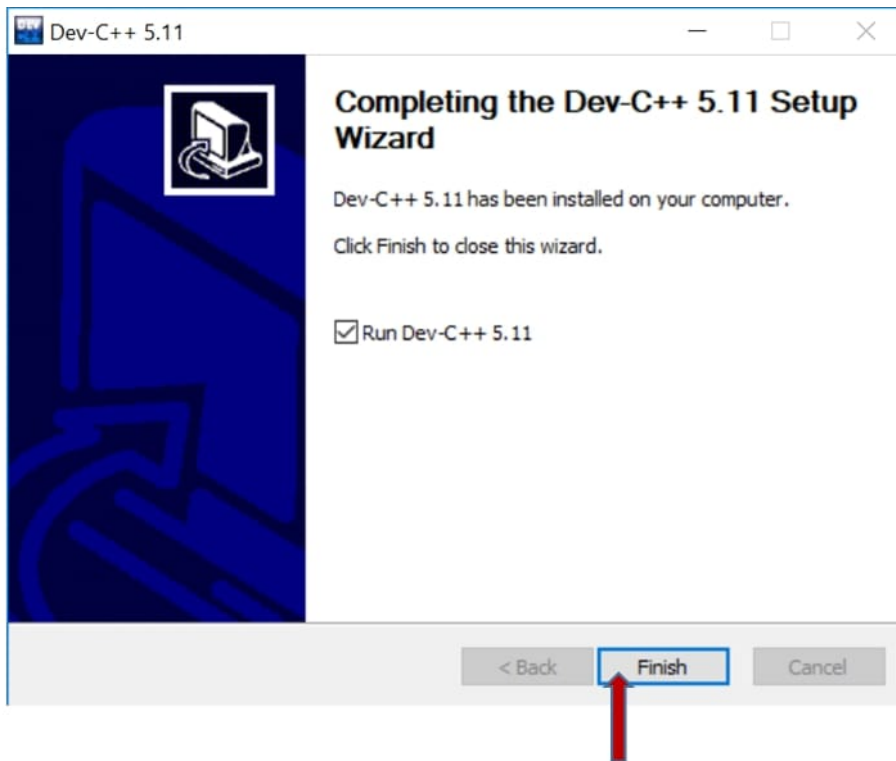 Dev-C++ 5.11
Completing the Dev-C++ 5.11 Setup
Wizard
Dev-C++ 5.11 has been installed on your computer.
Click Finish to close this wizard.
Run Dev-C++ 5.11
< Back Finish Cancel